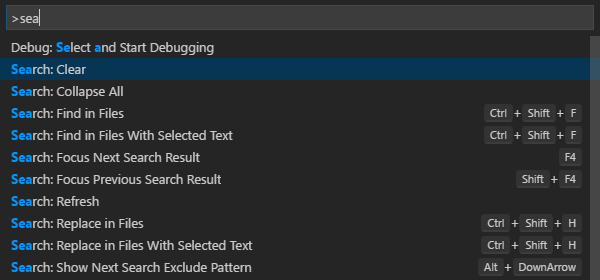 >sea
Debug: Select and Start Debugging
Search: Clear
Search: Collapse All
Search: Find in Files Ctrl + Shift + F
Search: Find in Files With Selected Text Ctrl + Shift + F
Search: Focus Next Search Result F4
Search: Focus Previous Search Result Shift + F4
Search: Refresh
Search: Replace in Files Ctrl + Shift + H
Search: Replace in Files With Selected Text Ctrl + Shift + H
Search: Show Next Search Exclude Pattern Alt + DownArrow